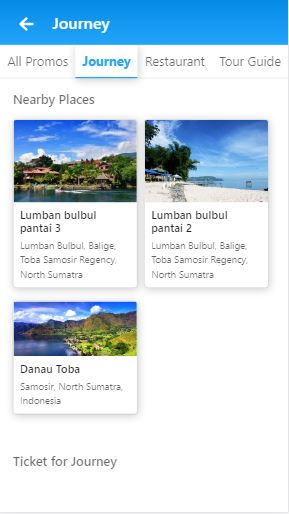 Journey
All Promos Journey Restaurant Tour Guide
Nearby Places
Lumban bulbul
pantai 3
Lumban Bulbul, Balige,
Toba Samosir Regency,
North Sumatra
Lumban bulbul
pantai 2
Lumban Bulbul, Balige,
Toba Samosir Regency,
North Sumatra
Danau Toba
Samosir, North Sumatra,
Indonesia
Ticket for Journey